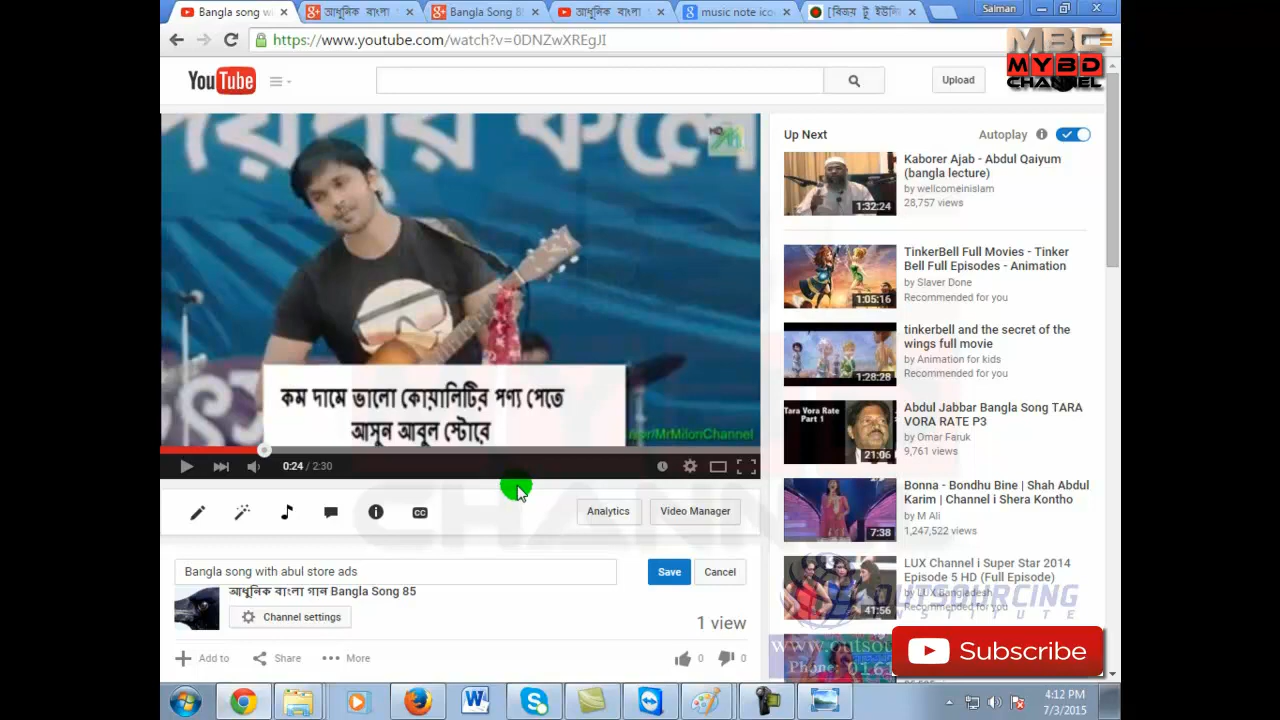 Bangla song wi
আধুনিক বাংলা
Bangla Song 85
আধুনিক বাংলা
music note ico
[বিজয় টু ইউনি
Salman
https://www.youtube.com/watch?v=0DNZwXREgJI
MBC
MYBD
CHANNEL
YouTube
Upload
Up Next
Autoplay
Kaborer Ajab - Abdul Qaiyum
(bangla lecture)
by wellcomeinislam
28,757 views
1:32:24
TinkerBell Full Movies - Tinker
Bell Full Episodes - Animation
by Slaver Done
Recommended for you
1:05:16
tinkerbell and the secret of the
wings full movie
by Animation for kids
Recommended for you
1:28:28
Tara Vora Rate
Part 1
Abdul Jabbar Bangla Song TARA
VORA RATE P3
by Omar Faruk
9,761 views
21:06
Bonna - Bondhu Bine | Shah Abdul
Karim | Channel i Shera Kontho
by M Ali
1,247,522 views
7:38
LUX Channel i Super Star 2014
Episode 5 HD (Full Episode)
by LUX Bangladesh
Recommended for you
41:56
OUTSOURCING
INSTITUTE
www.outsou
Phone: 016
Subscribe
কম দামে ভালো কোয়ালিটির পণ্য পেতে
আসুন আবুল স্টোরে
/MrMilonChannel
0:24 / 2:30
CC
Analytics
Video Manager
Bangla song with abul store ads
Save
Cancel
আধুনিক বাংলা গান Bangla Song 85
Channel settings
1 view
Add to
Share
More
0
0
4:12 PM
7/3/2015